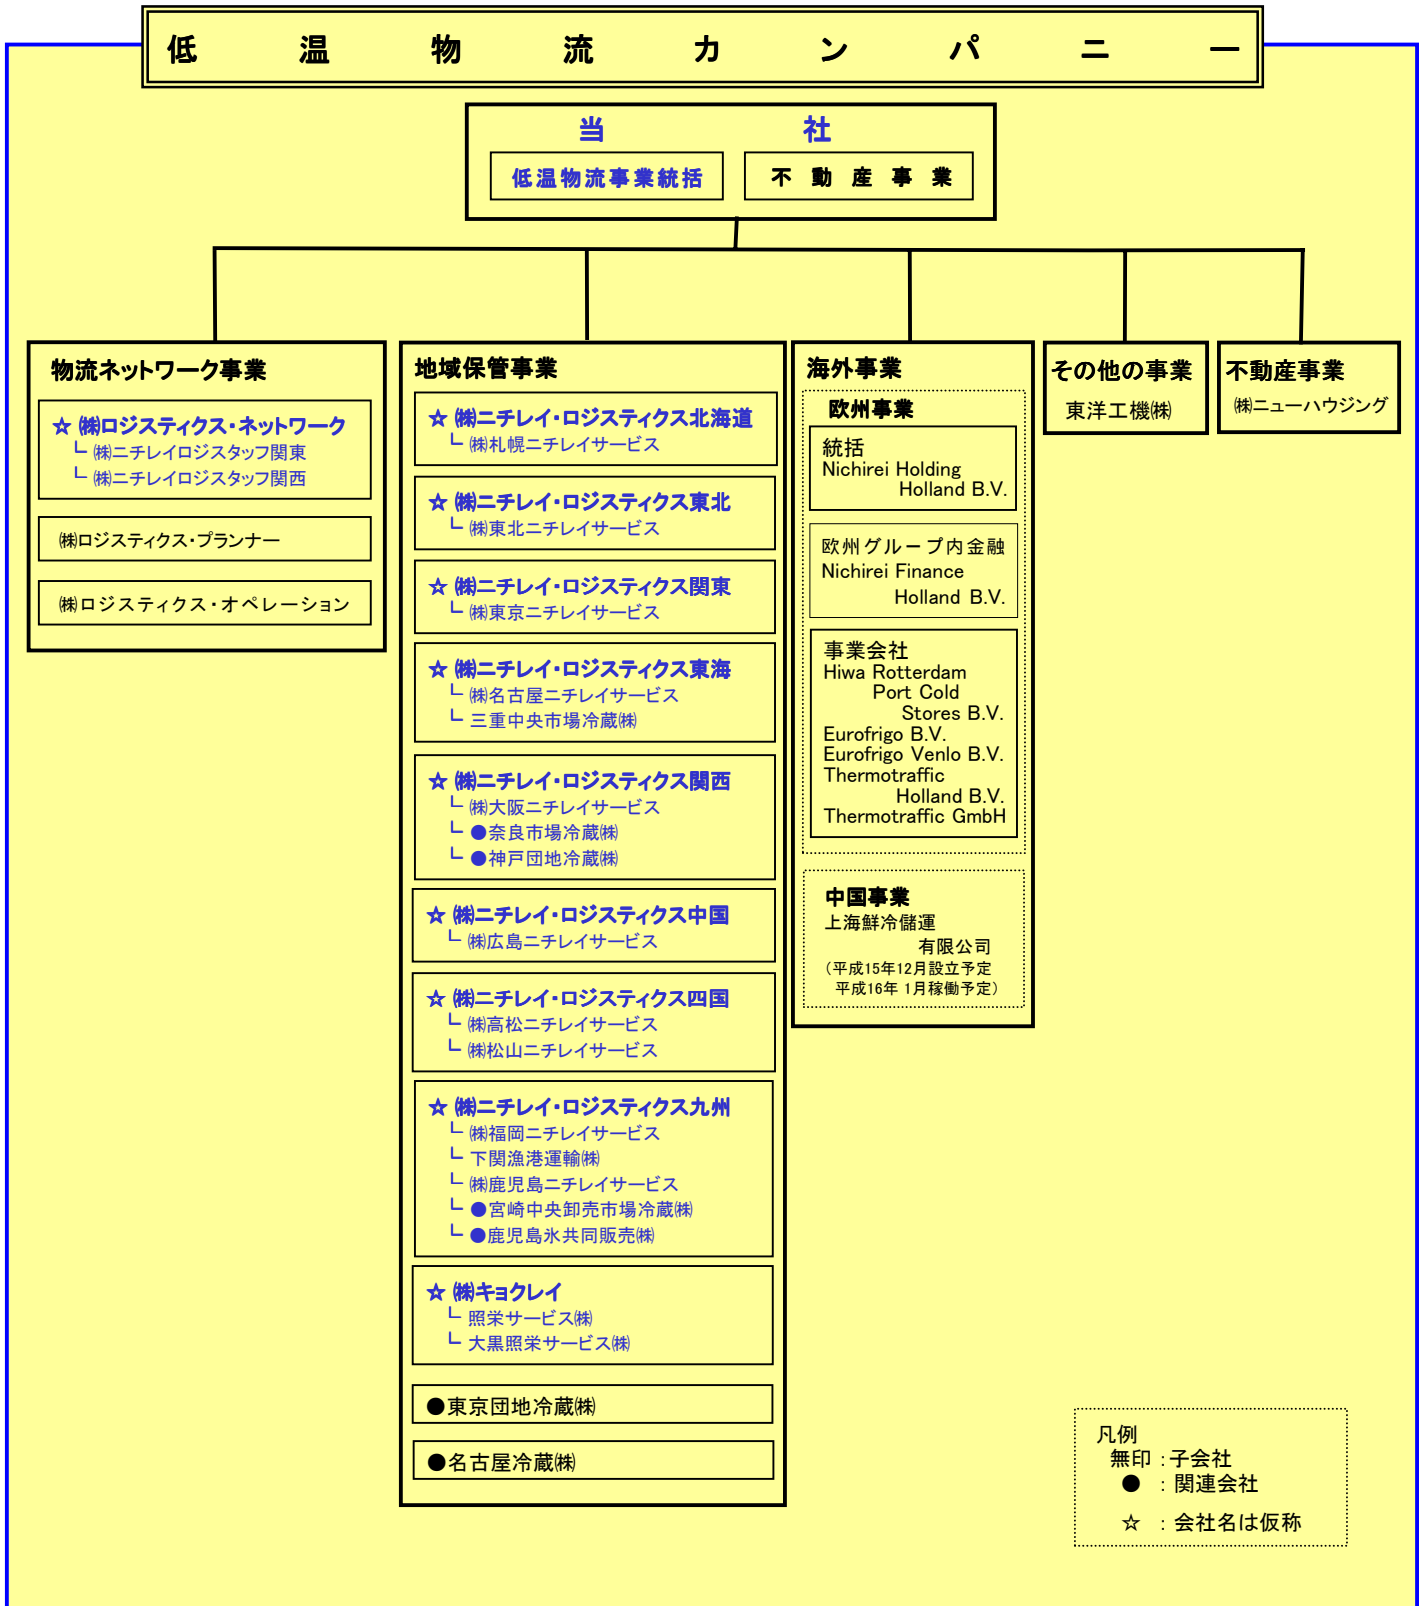 低温物流カンパニー
当社
低温物流事業統括
不動産事業
物流ネットワーク事業
☆ ㈱ロジスティクス・ネットワーク
└ ㈱ニチレイロジスタッフ関東
└ ㈱ニチレイロジスタッフ関西
㈱ロジスティクス・プランナー
㈱ロジスティクス・オペレーション
地域保管事業
☆ ㈱ニチレイ・ロジスティクス北海道
└ ㈱札幌ニチレイサービス
☆ ㈱ニチレイ・ロジスティクス東北
└ ㈱東北ニチレイサービス
☆ ㈱ニチレイ・ロジスティクス関東
└ ㈱東京ニチレイサービス
☆ ㈱ニチレイ・ロジスティクス東海
└ ㈱名古屋ニチレイサービス
└ 三重中央市場冷蔵㈱
☆ ㈱ニチレイ・ロジスティクス関西
└ ㈱大阪ニチレイサービス
└ ●奈良市場冷蔵㈱
└ ●神戸団地冷蔵㈱
☆ ㈱ニチレイ・ロジスティクス中国
└ ㈱広島ニチレイサービス
☆ ㈱ニチレイ・ロジスティクス四国
└ ㈱高松ニチレイサービス
└ ㈱松山ニチレイサービス
☆ ㈱ニチレイ・ロジスティクス九州
└ ㈱福岡ニチレイサービス
└ 下関漁港運輸㈱
└ ㈱鹿児島ニチレイサービス
└ ●宮崎中央卸売市場冷蔵㈱
└ ●鹿児島氷共同販売㈱
☆ ㈱キョクレイ
└ 照栄サービス㈱
└ 大黒照栄サービス㈱
●東京団地冷蔵㈱
●名古屋冷蔵㈱
海外事業
欧州事業
統括
Nichirei Holding
Holland B.V.
欧州グループ内金融
Nichirei Finance
Holland B.V.
事業会社
Hiwa Rotterdam
Port Cold
Stores B.V.
Eurofrigo B.V.
Eurofrigo Venlo B.V.
Thermotraffic
Holland B.V.
Thermotraffic GmbH
中国事業
上海鮮冷儲運
有限公司
（平成15年12月設立予定
平成16年 1月稼働予定）
その他の事業
東洋工機㈱
不動産事業
㈱ニューハウジング
凡例
無印：子会社
●：関連会社
☆：会社名は仮称